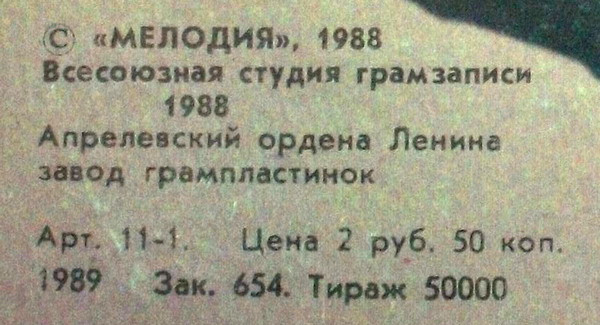 © «МЕЛОДИЯ», 1988
Всесоюзная студия грамзаписи
1988
Апрелевский ордена Ленина
завод грампластинок
Арт. 11-1. Цена 2 руб. 50 коп.
1989 Зак. 654. Тираж 50000